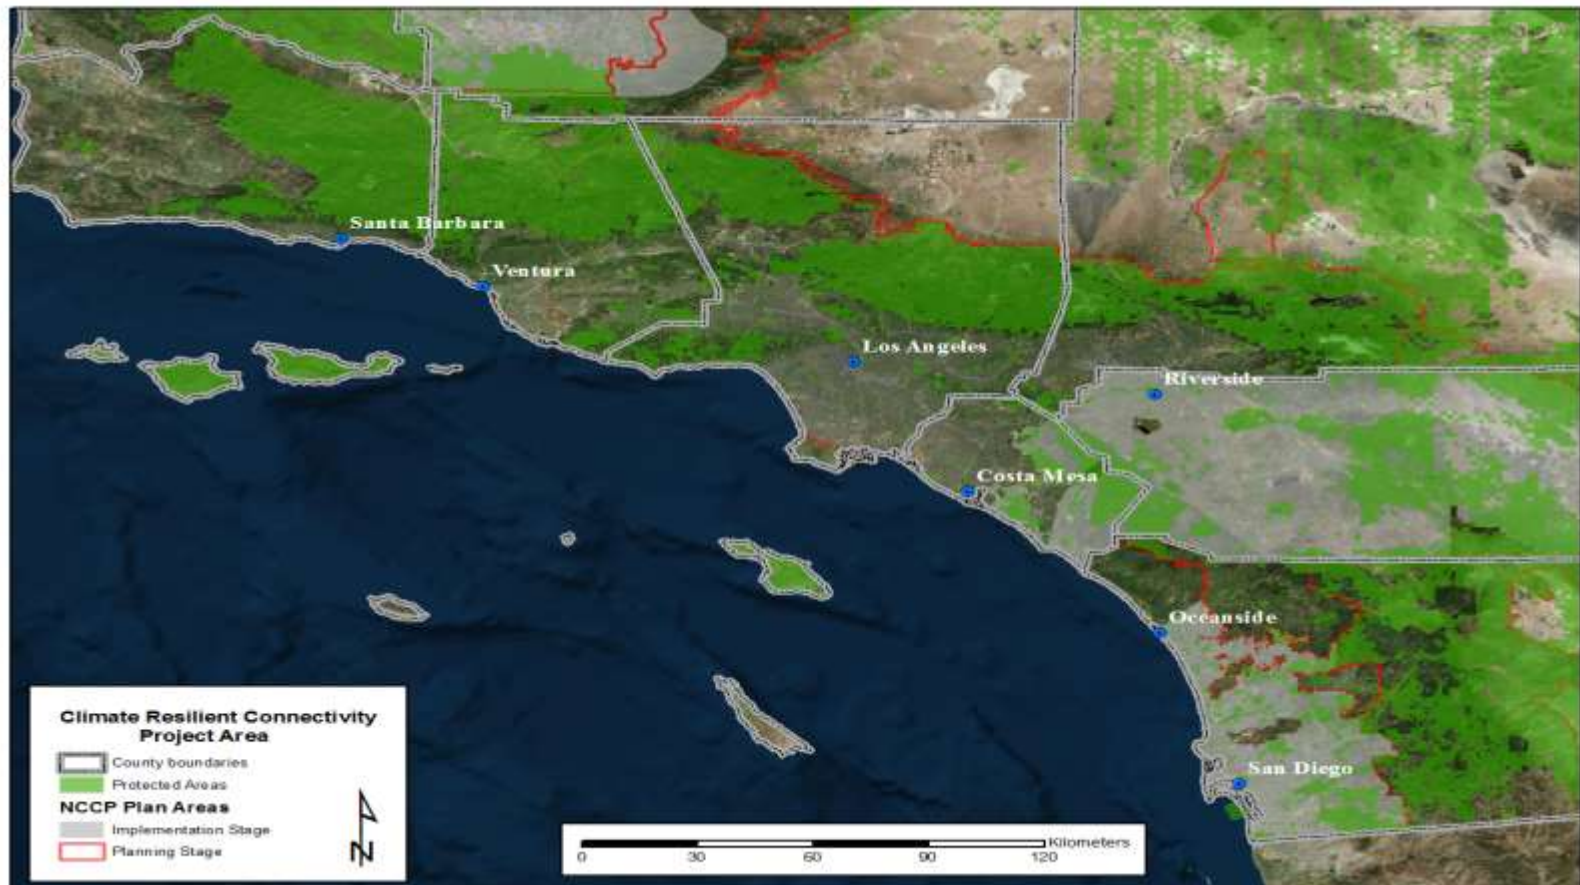 Santa Barbara
Ventura
Los Angeles
Riverside
Costa Mesa
Oceanside
San Diego
Climate Resilient Connectivity
Project Area
County boundaries
Protected Areas
NCCP Plan Areas
Implementation Stage
Planning Stage
N
Kilometers
0 30 60 90 120